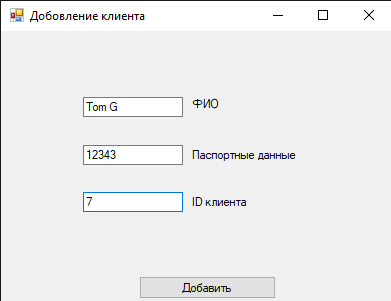 Добовление клиента
Tom G ФИО
12343 Паспортные данные
7 ID клиента
Добавить